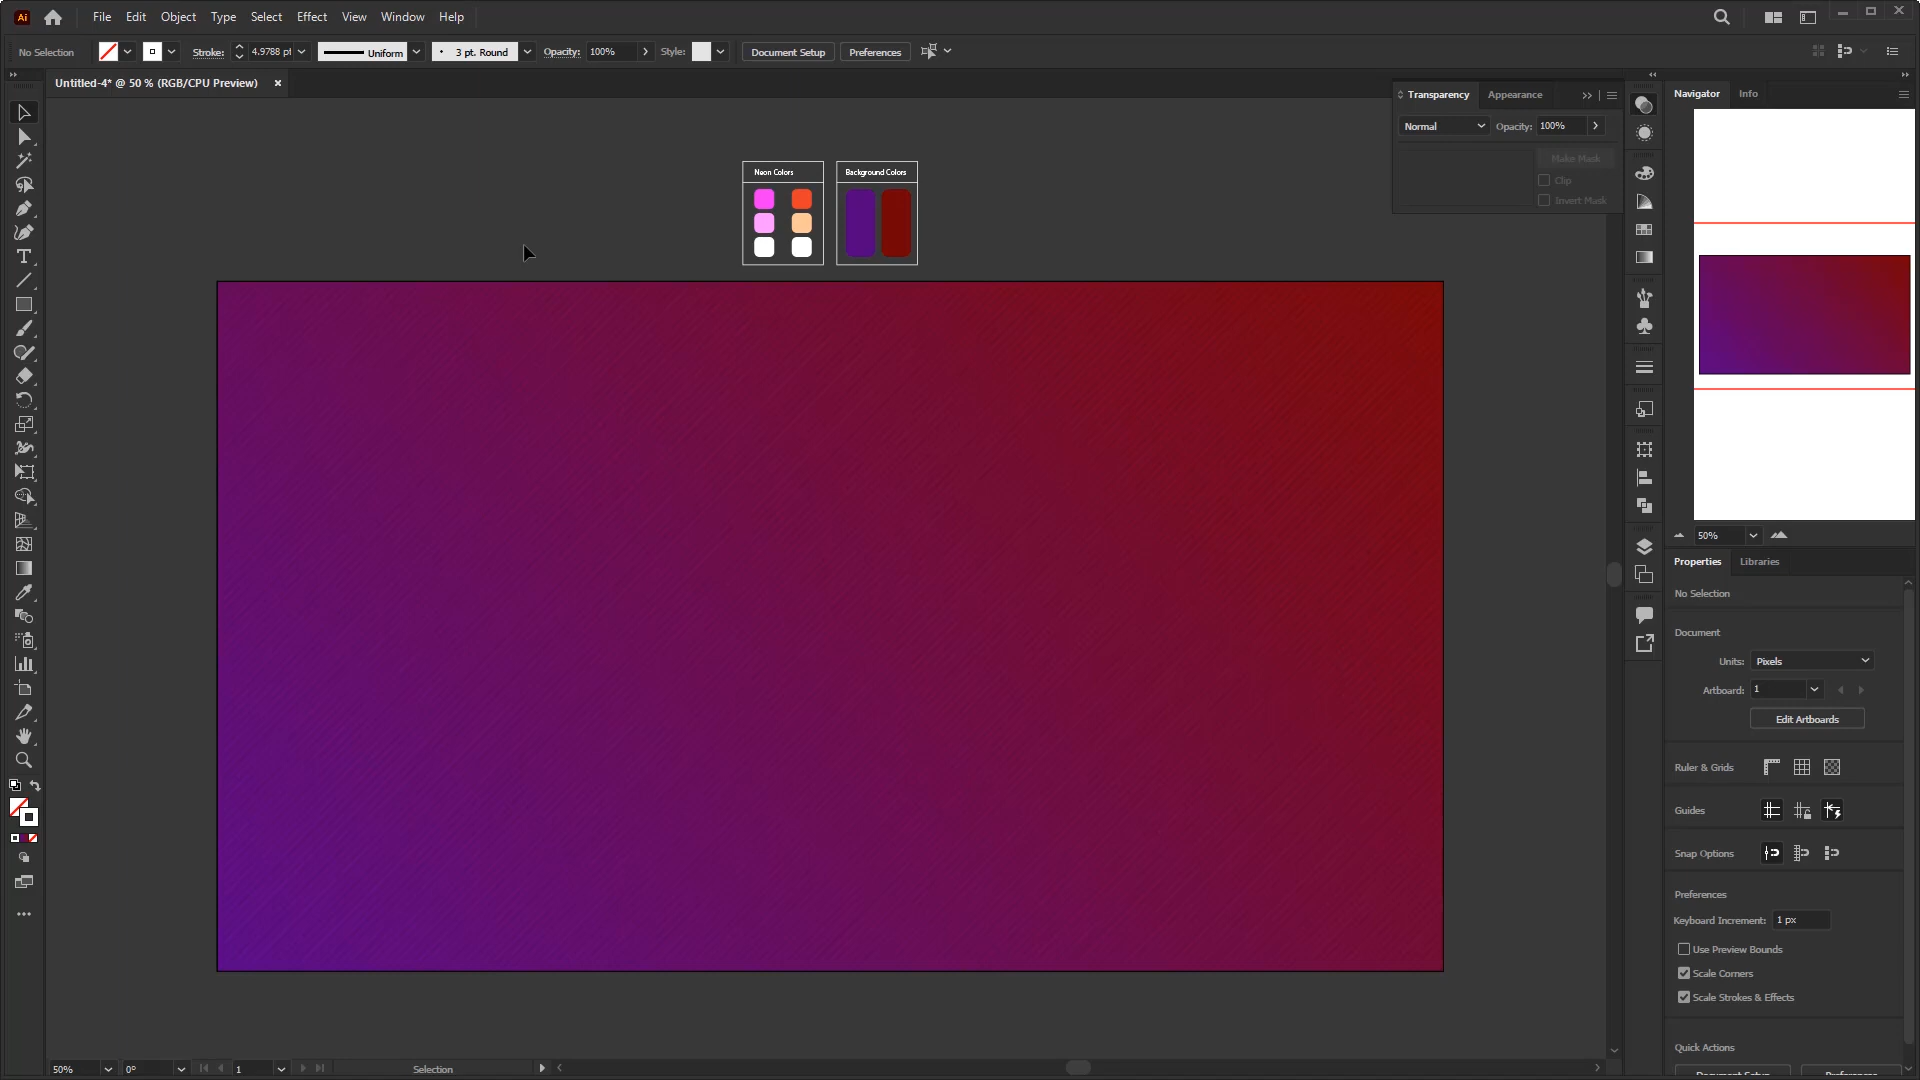 Ai File Edit Object Type Select Effect View Window Help
No Selection Stroke: 4.9788 pt Uniform 3 pt. Round Opacity: 100% Style: Document Setup Preferences
Untitled-4* @ 50 % (RGB/CPU Preview) ×
Transparency Appearance
Normal Opacity: 100%
Make Mask
Clip
Invert Mask
Navigator Info
Neon Colors
Background Colors
50%
Properties Libraries
No Selection
Document
Units: Pixels
Artboard: 1
Edit Artboards
Ruler & Grids
Guides
Snap Options
Preferences
Keyboard Increment: 1 px
Use Preview Bounds
Scale Corners
Scale Strokes & Effects
Quick Actions
Document Setup Preferences
50% 0° 1 Selection